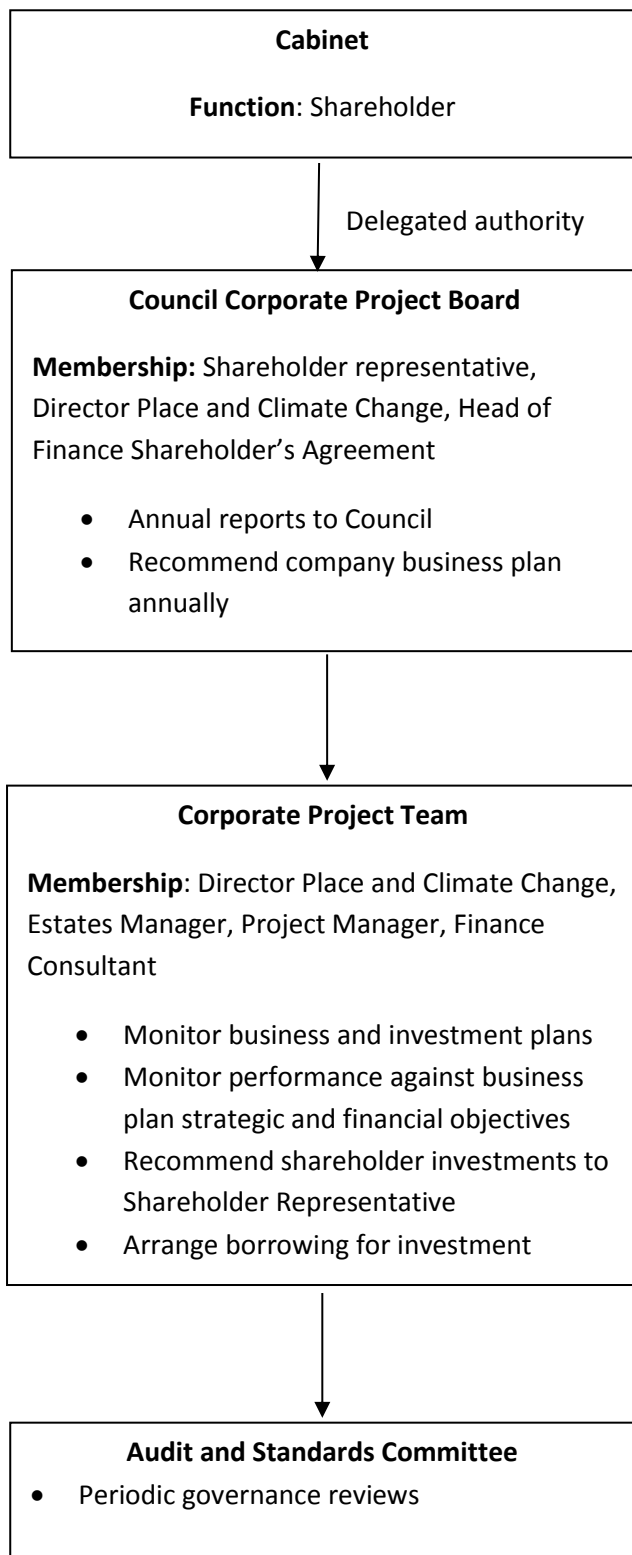 Cabinet
Function: Shareholder
Delegated authority
Council Corporate Project Board
Membership: Shareholder representative,
Director Place and Climate Change, Head of
Finance Shareholder’s Agreement
• Annual reports to Council
• Recommend company business plan
annually
Corporate Project Team
Membership: Director Place and Climate Change,
Estates Manager, Project Manager, Finance
Consultant
• Monitor business and investment plans
• Monitor performance against business
plan strategic and financial objectives
• Recommend shareholder investments to
Shareholder Representative
• Arrange borrowing for investment
Audit and Standards Committee
• Periodic governance reviews